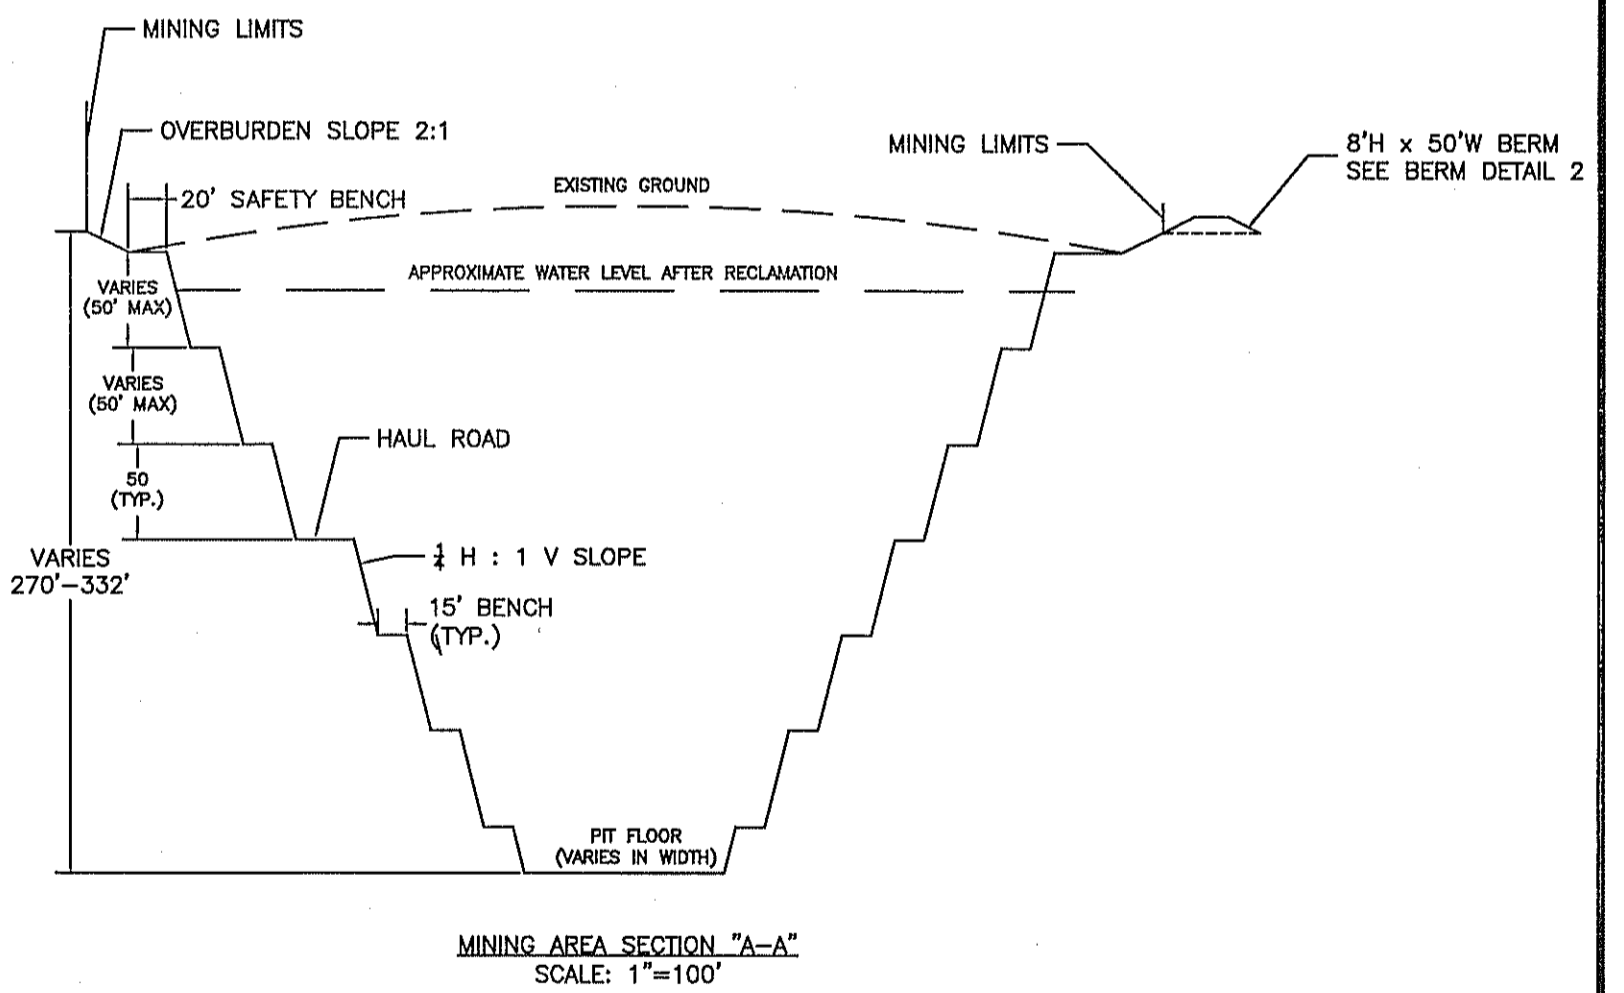 MINING LIMITS
OVERBURDEN SLOPE 2:1
MINING LIMITS
8'H x 50'W BERM
SEE BERM DETAIL 2
20' SAFETY BENCH
EXISTING GROUND
APPROXIMATE WATER LEVEL AFTER RECLAMATION
VARIES
(50' MAX)
VARIES
(50' MAX)
HAUL ROAD
50
(TYP.)
VARIES
270'-332'
1/4 H : 1 V SLOPE
15' BENCH
(TYP.)
PIT FLOOR
(VARIES IN WIDTH)
MINING AREA SECTION "A-A"
SCALE: 1"=100'